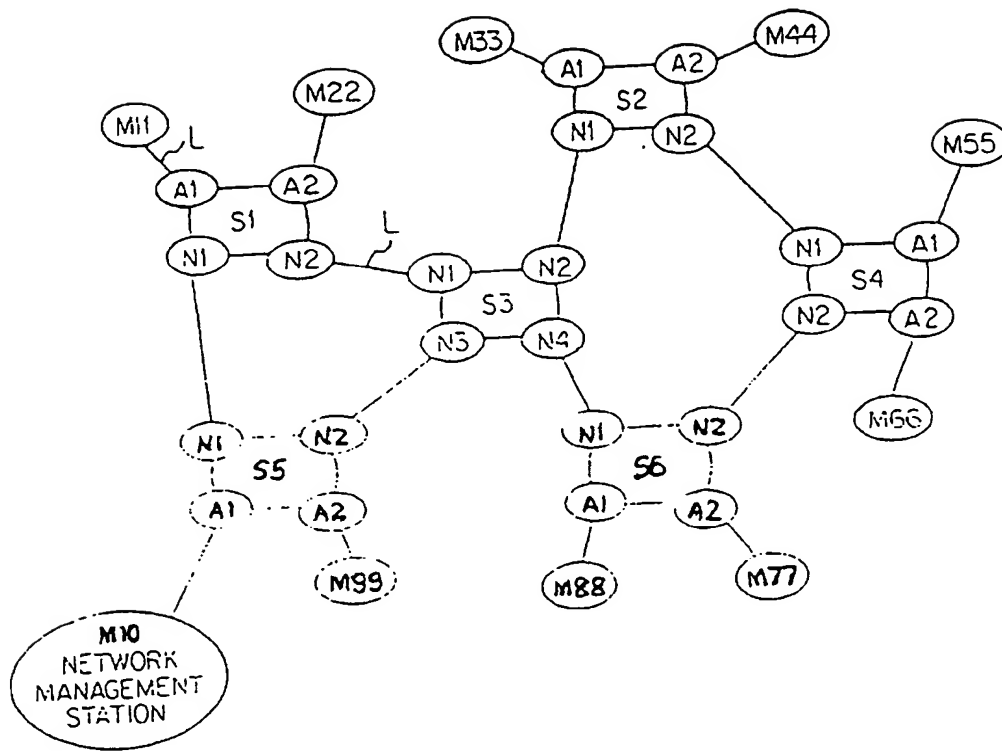 M33
M44
A1
A2
S2
M22
M11
L
N1
N2
M55
A1
A2
S1
L
N1
A1
N1
N2
N1
N2
S4
S3
N2
A2
N3
N4
M66
N1
N2
N1
N2
S5
S6
A1
A2
A1
A2
M99
M88
M77
M10
NETWORK
MANAGEMENT
STATION